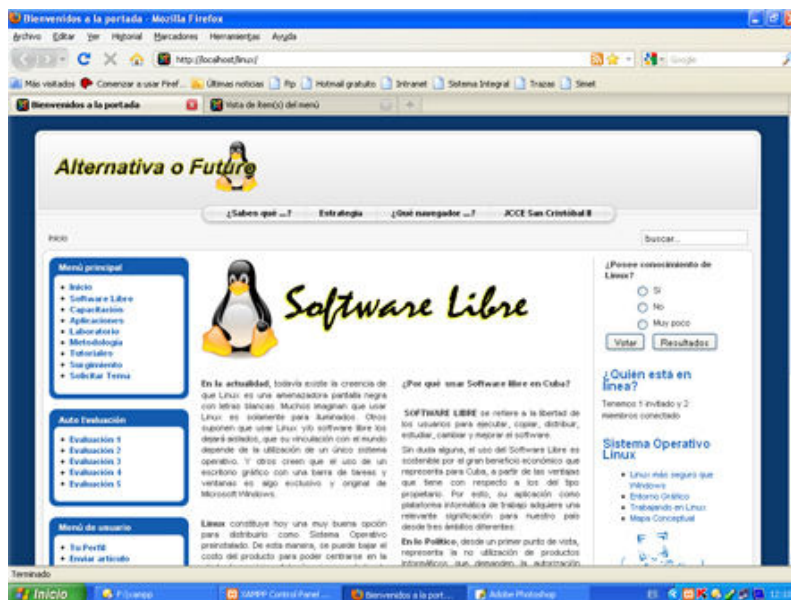 Bienvenidos a la portada - Mozilla Firefox
Archivo Editar Ver Historial Marcadores Herramientas Ayuda
http://localhost/linux/
Google
Más visitados Comenzar a usar Firef... Últimas noticias Ftp Hotmail gratuito Intranet Sistema Integral Trazas Simet
Bienvenidos a la portada Vista de ítem(s) del menú
Alternativa o Futuro
¿Sabes qué ...? Estrategia ¿Qué navegador ...? JCCE San Cristóbal II
Inicio
buscar...
Menú principal
Inicio
Software Libre
Capacitación
Aplicaciones
Laboratorio
Metodología
Tutoriales
Surgimiento
Solicitar Tema
Auto Evaluación
Evaluación 1
Evaluación 2
Evaluación 3
Evaluación 4
Evaluación 5
Menú de usuario
Tu Perfil
Enviar artículo
Software Libre
En la actualidad, todavía existe la creencia de
que Linux es una amenazadora pantalla negra
con letras blancas. Muchos imaginan que usar
Linux es solamente para iluminados. Otros
suponen que usar Linux y/o software libre los
dejará aislados, que su vinculación con el mundo
depende de la utilización de un único sistema
operativo. Y otros creen que el uso de un
escritorio gráfico con una barra de tareas y
ventanas es algo exclusivo y original de
Microsoft Windows.
Linux constituye hoy una muy buena opción
para distribuirlo como Sistema Operativo
preinstalado. De esta manera, se puede bajar el
costo del producto para poder centrarse en la
¿Por qué usar Software libre en Cuba?
SOFTWARE LIBRE se refiere a la libertad de
los usuarios para ejecutar, copiar, distribuir,
estudiar, cambiar y mejorar el software.
Sin duda alguna, el uso del Software Libre es
sostenible por el gran beneficio económico que
representa para Cuba, a partir de las ventajas
que tiene con respecto a los del tipo
propietario. Por esto, su aplicación como
plataforma informática de trabajo adquiere una
relevante significación para nuestro país
desde tres ámbitos diferentes:
En lo Político, desde un primer punto de vista,
representa la no utilización de productos
informáticos que demanden la autorización
¿Posee conocimiento de
Linux?
Sí
No
Muy poco
Votar Resultados
¿Quién está en
línea?
Tenemos 1 invitado y 2
miembros conectado
Sistema Operativo
Linux
Linux más seguro que
Windows
Entorno Gráfico
Trabajando en Linux
Mapa Conceptual
Terminado
Inicio F:\xampp XAMPP Control Panel ... Bienvenidos a la port... Adobe Photoshop ES